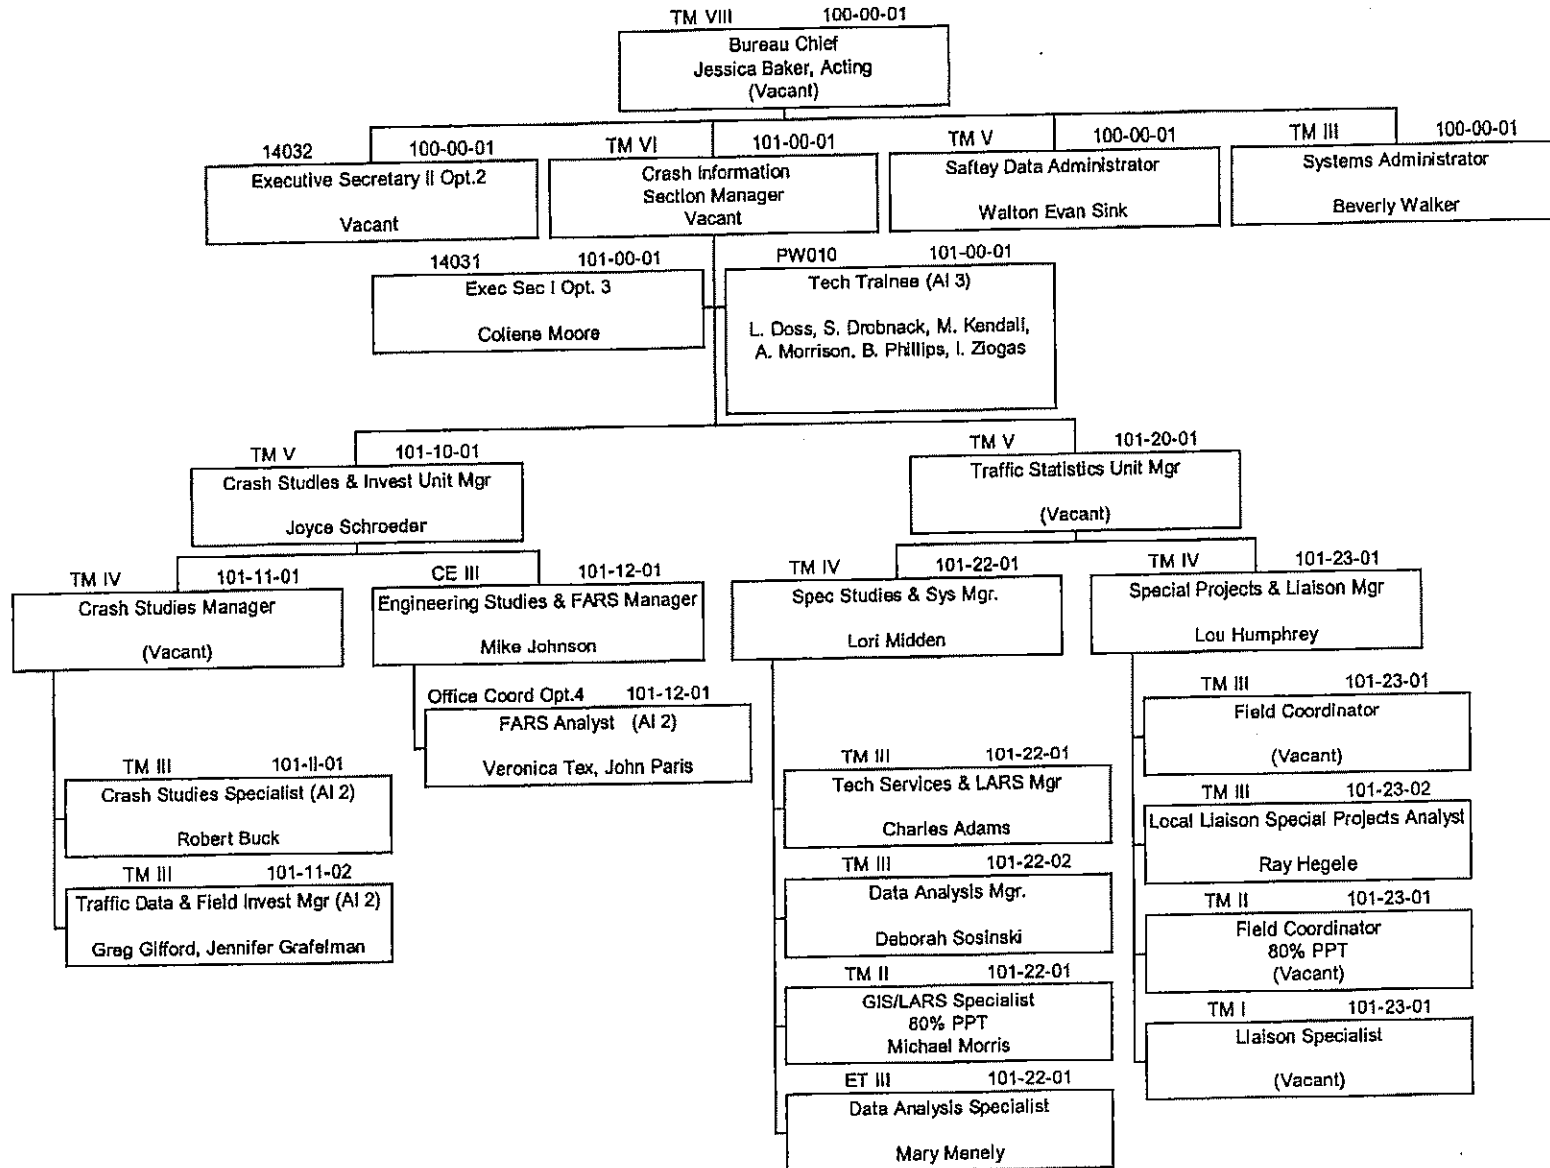 TM VIII 100-00-01
Bureau Chief
Jessica Baker, Acting
(Vacant)
14032 100-00-01
Executive Secretary II Opt.2
Vacant
TM VI 101-00-01
Crash Information
Section Manager
Vacant
TM V 100-00-01
Saftey Data Administrator
Walton Evan Sink
TM III 100-00-01
Systems Administrator
Beverly Walker
14031 101-00-01
Exec Sec I Opt. 3
Collene Moore
PW010 101-00-01
Tech Trainee (Al 3)
L. Doss, S. Drobnack, M. Kendall,
A. Morrison, B. Phillips, I. Ziogas
TM V 101-10-01
Crash Studies & Invest Unit Mgr
Joyce Schroeder
TM V 101-20-01
Traffic Statistics Unit Mgr
(Vacant)
TM IV 101-11-01
Crash Studies Manager
(Vacant)
CE III 101-12-01
Engineering Studies & FARS Manager
Mike Johnson
TM IV 101-22-01
Spec Studies & Sys Mgr.
Lori Midden
TM IV 101-23-01
Special Projects & Liaison Mgr
Lou Humphrey
TM III 101-II-01
Crash Studies Specialist (Al 2)
Robert Buck
TM III 101-11-02
Traffic Data & Field Invest Mgr (Al 2)
Greg Gifford, Jennifer Grafelman
Office Coord Opt.4 101-12-01
FARS Analyst (Al 2)
Veronica Tex, John Paris
TM III 101-22-01
Tech Services & LARS Mgr
Charles Adams
TM III 101-22-02
Data Analysis Mgr.
Deborah Sosinski
TM II 101-22-01
GIS/LARS Specialist
80% PPT
Michael Morris
ET III 101-22-01
Data Analysis Specialist
Mary Menely
TM III 101-23-01
Field Coordinator
(Vacant)
TM III 101-23-02
Local Liaison Special Projects Analyst
Ray Hegele
TM II 101-23-01
Field Coordinator
80% PPT
(Vacant)
TM I 101-23-01
Liaison Specialist
(Vacant)